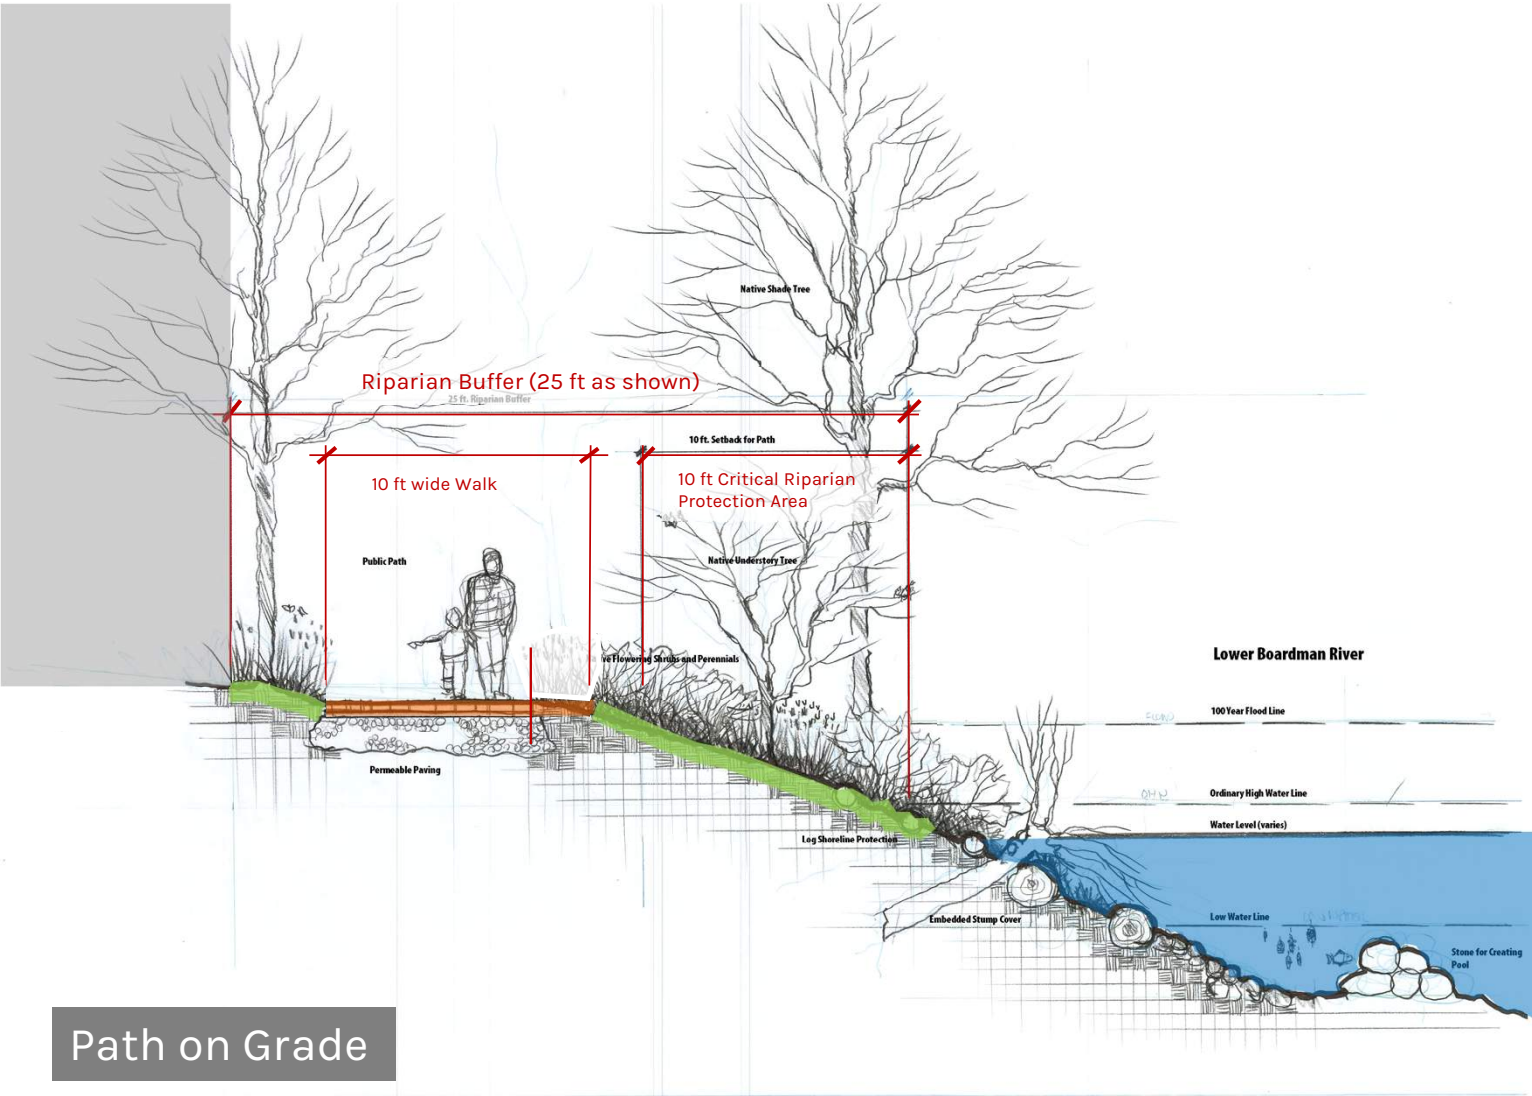 Native Shade Tree
Riparian Buffer (25 ft as shown)
25 ft. Riparian Buffer
10 ft. Setback for Path
10 ft wide Walk
10 ft Critical Riparian
Protection Area
Public Path
Native Understory Tree
Flowering Shrubs and Perennials
Lower Boardman River
100 Year Flood Line
Permeable Paving
OHW
Ordinary High Water Line
Water Level (varies)
Log Shoreline Protection
Embedded Stump Cover
Low Water Line
Stone for Creating
Pool
Path on Grade